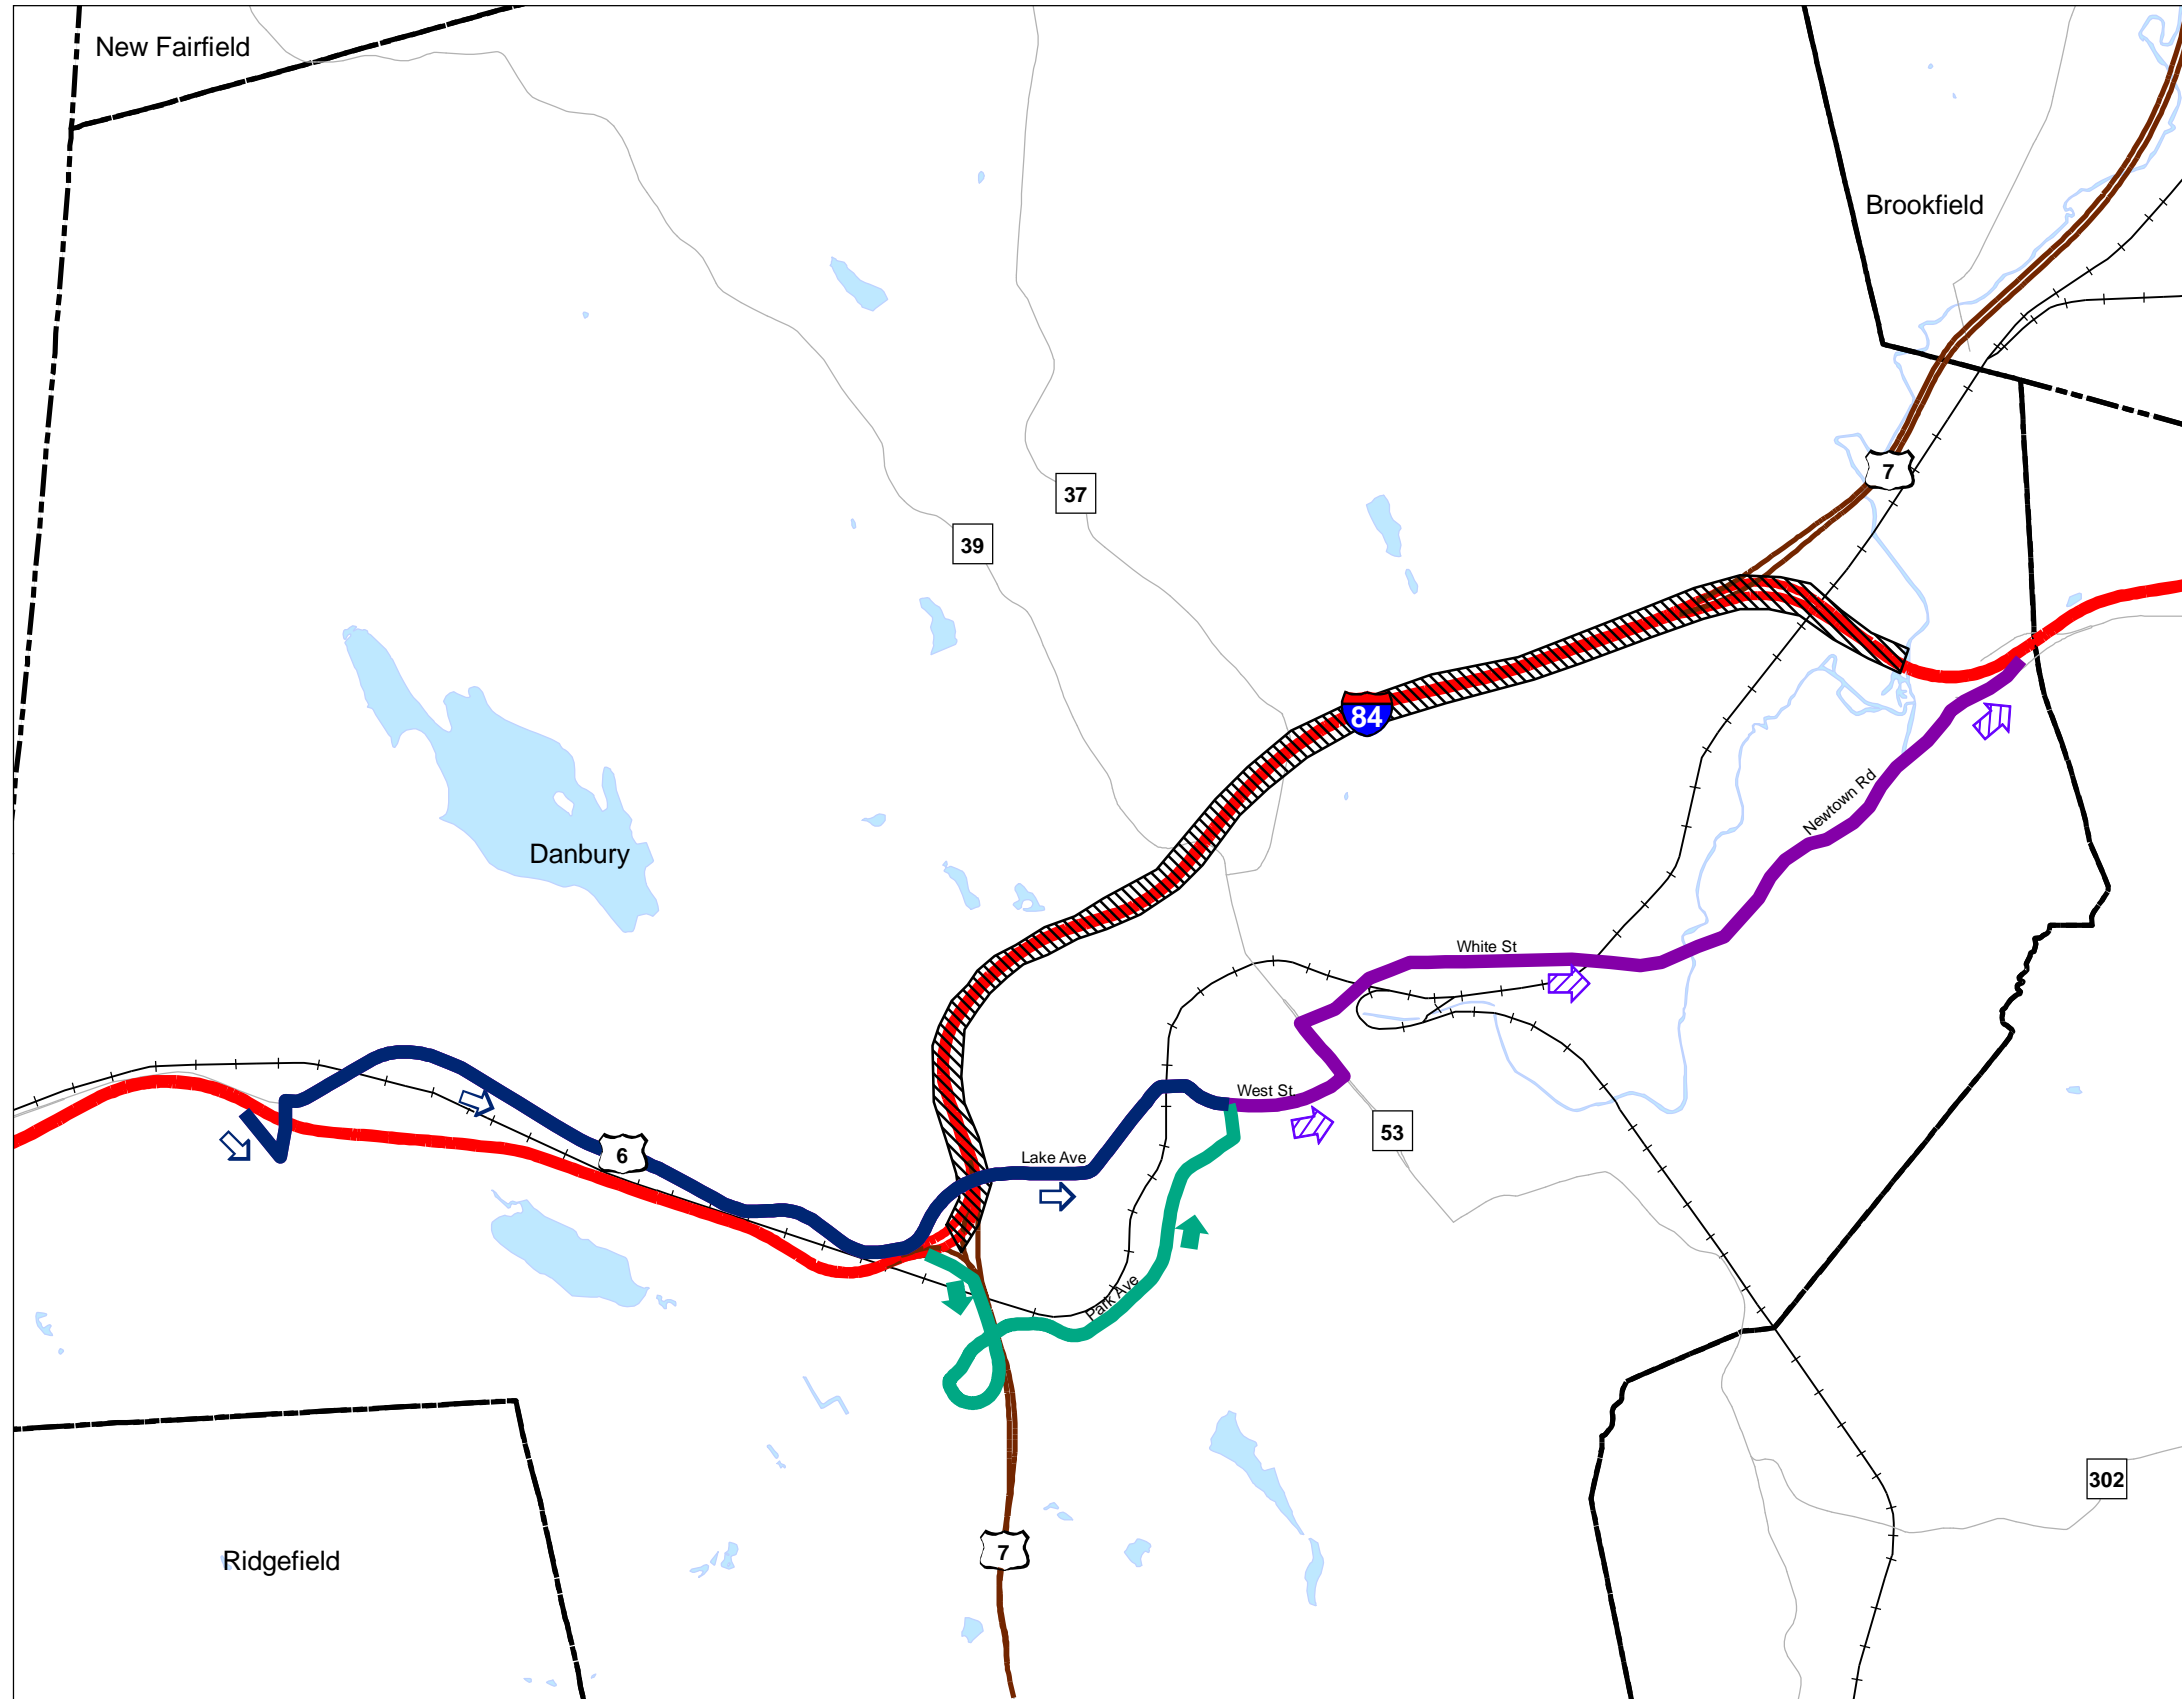 New Fairfield
Brookfield
7
37
39
84
Newtown Rd
Danbury
White St
West St.
53
6
Lake Ave
Park Ave
302
7
Ridgefield